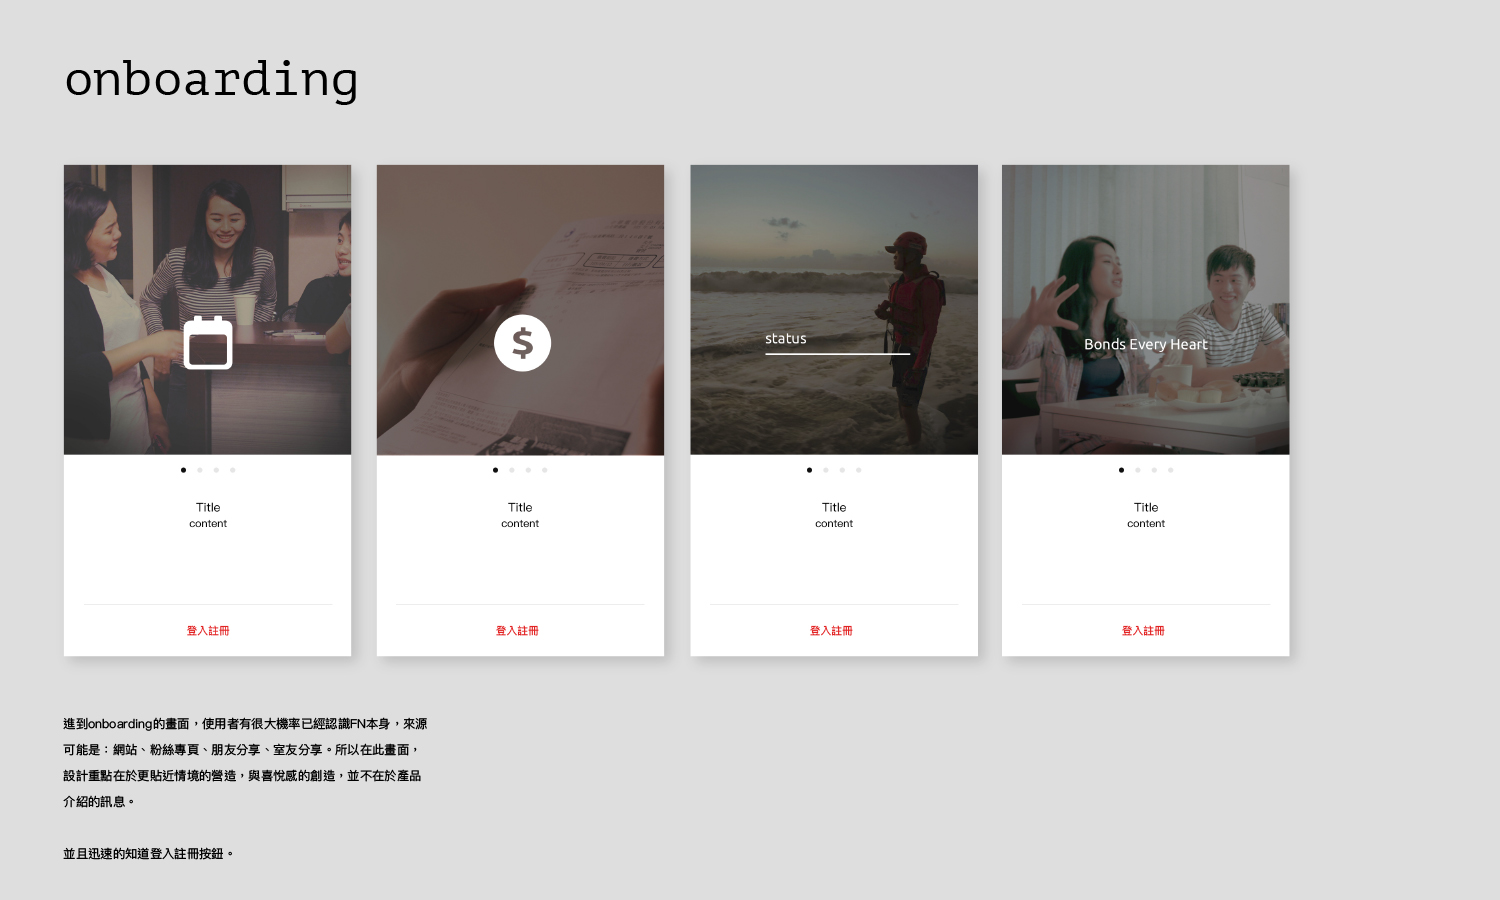 onboarding
$
status
Bonds Every Heart
Title
content
登入註冊
Title
content
登入註冊
Title
content
登入註冊
Title
content
登入註冊
進到onboarding的畫面，使用者有很大機率已經認識FN本身，來源
可能是：網站、粉絲專頁、朋友分享、室友分享。所以在此畫面，
設計重點在於更貼近情境的營造，與喜悅感的創造，並不在於產品
介紹的訊息。
並且迅速的知道登入註冊按鈕。